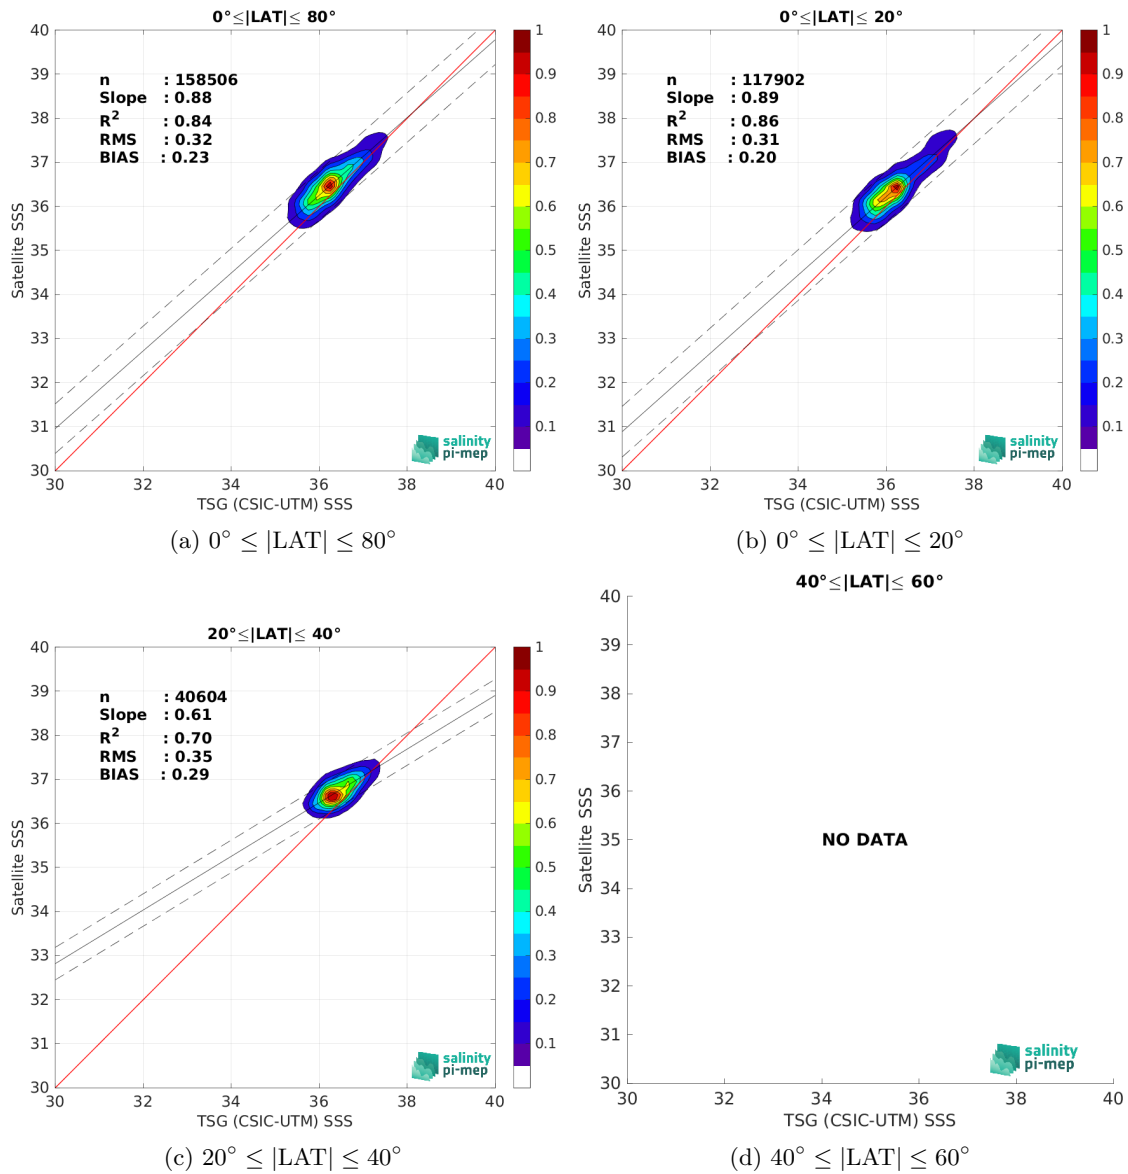 0°≤|LAT|≤ 80°
40
39
38
37
36
35
34
33
32
31
30
n : 158506
Slope : 0.88
R² : 0.84
RMS : 0.32
BIAS : 0.23
Satellite SSS
30 32 34 36 38 40
TSG (CSIC-UTM) SSS
1
0.9
0.8
0.7
0.6
0.5
0.4
0.3
0.2
0.1
salinity
pi-mep
(a) 0° ≤ |LAT| ≤ 80°
0°≤|LAT|≤ 20°
40
39
38
37
36
35
34
33
32
31
30
n : 117902
Slope : 0.89
R² : 0.86
RMS : 0.31
BIAS : 0.20
Satellite SSS
30 32 34 36 38 40
TSG (CSIC-UTM) SSS
1
0.9
0.8
0.7
0.6
0.5
0.4
0.3
0.2
0.1
salinity
pi-mep
(b) 0° ≤ |LAT| ≤ 20°
20°≤|LAT|≤ 40°
40
39
38
37
36
35
34
33
32
31
30
n : 40604
Slope : 0.61
R² : 0.70
RMS : 0.35
BIAS : 0.29
Satellite SSS
30 32 34 36 38 40
TSG (CSIC-UTM) SSS
1
0.9
0.8
0.7
0.6
0.5
0.4
0.3
0.2
0.1
salinity
pi-mep
(c) 20° ≤ |LAT| ≤ 40°
40°≤|LAT|≤ 60°
40
39
38
37
36
35
34
33
32
31
30
NO DATA
Satellite SSS
30 32 34 36 38 40
TSG (CSIC-UTM) SSS
salinity
pi-mep
(d) 40° ≤ |LAT| ≤ 60°